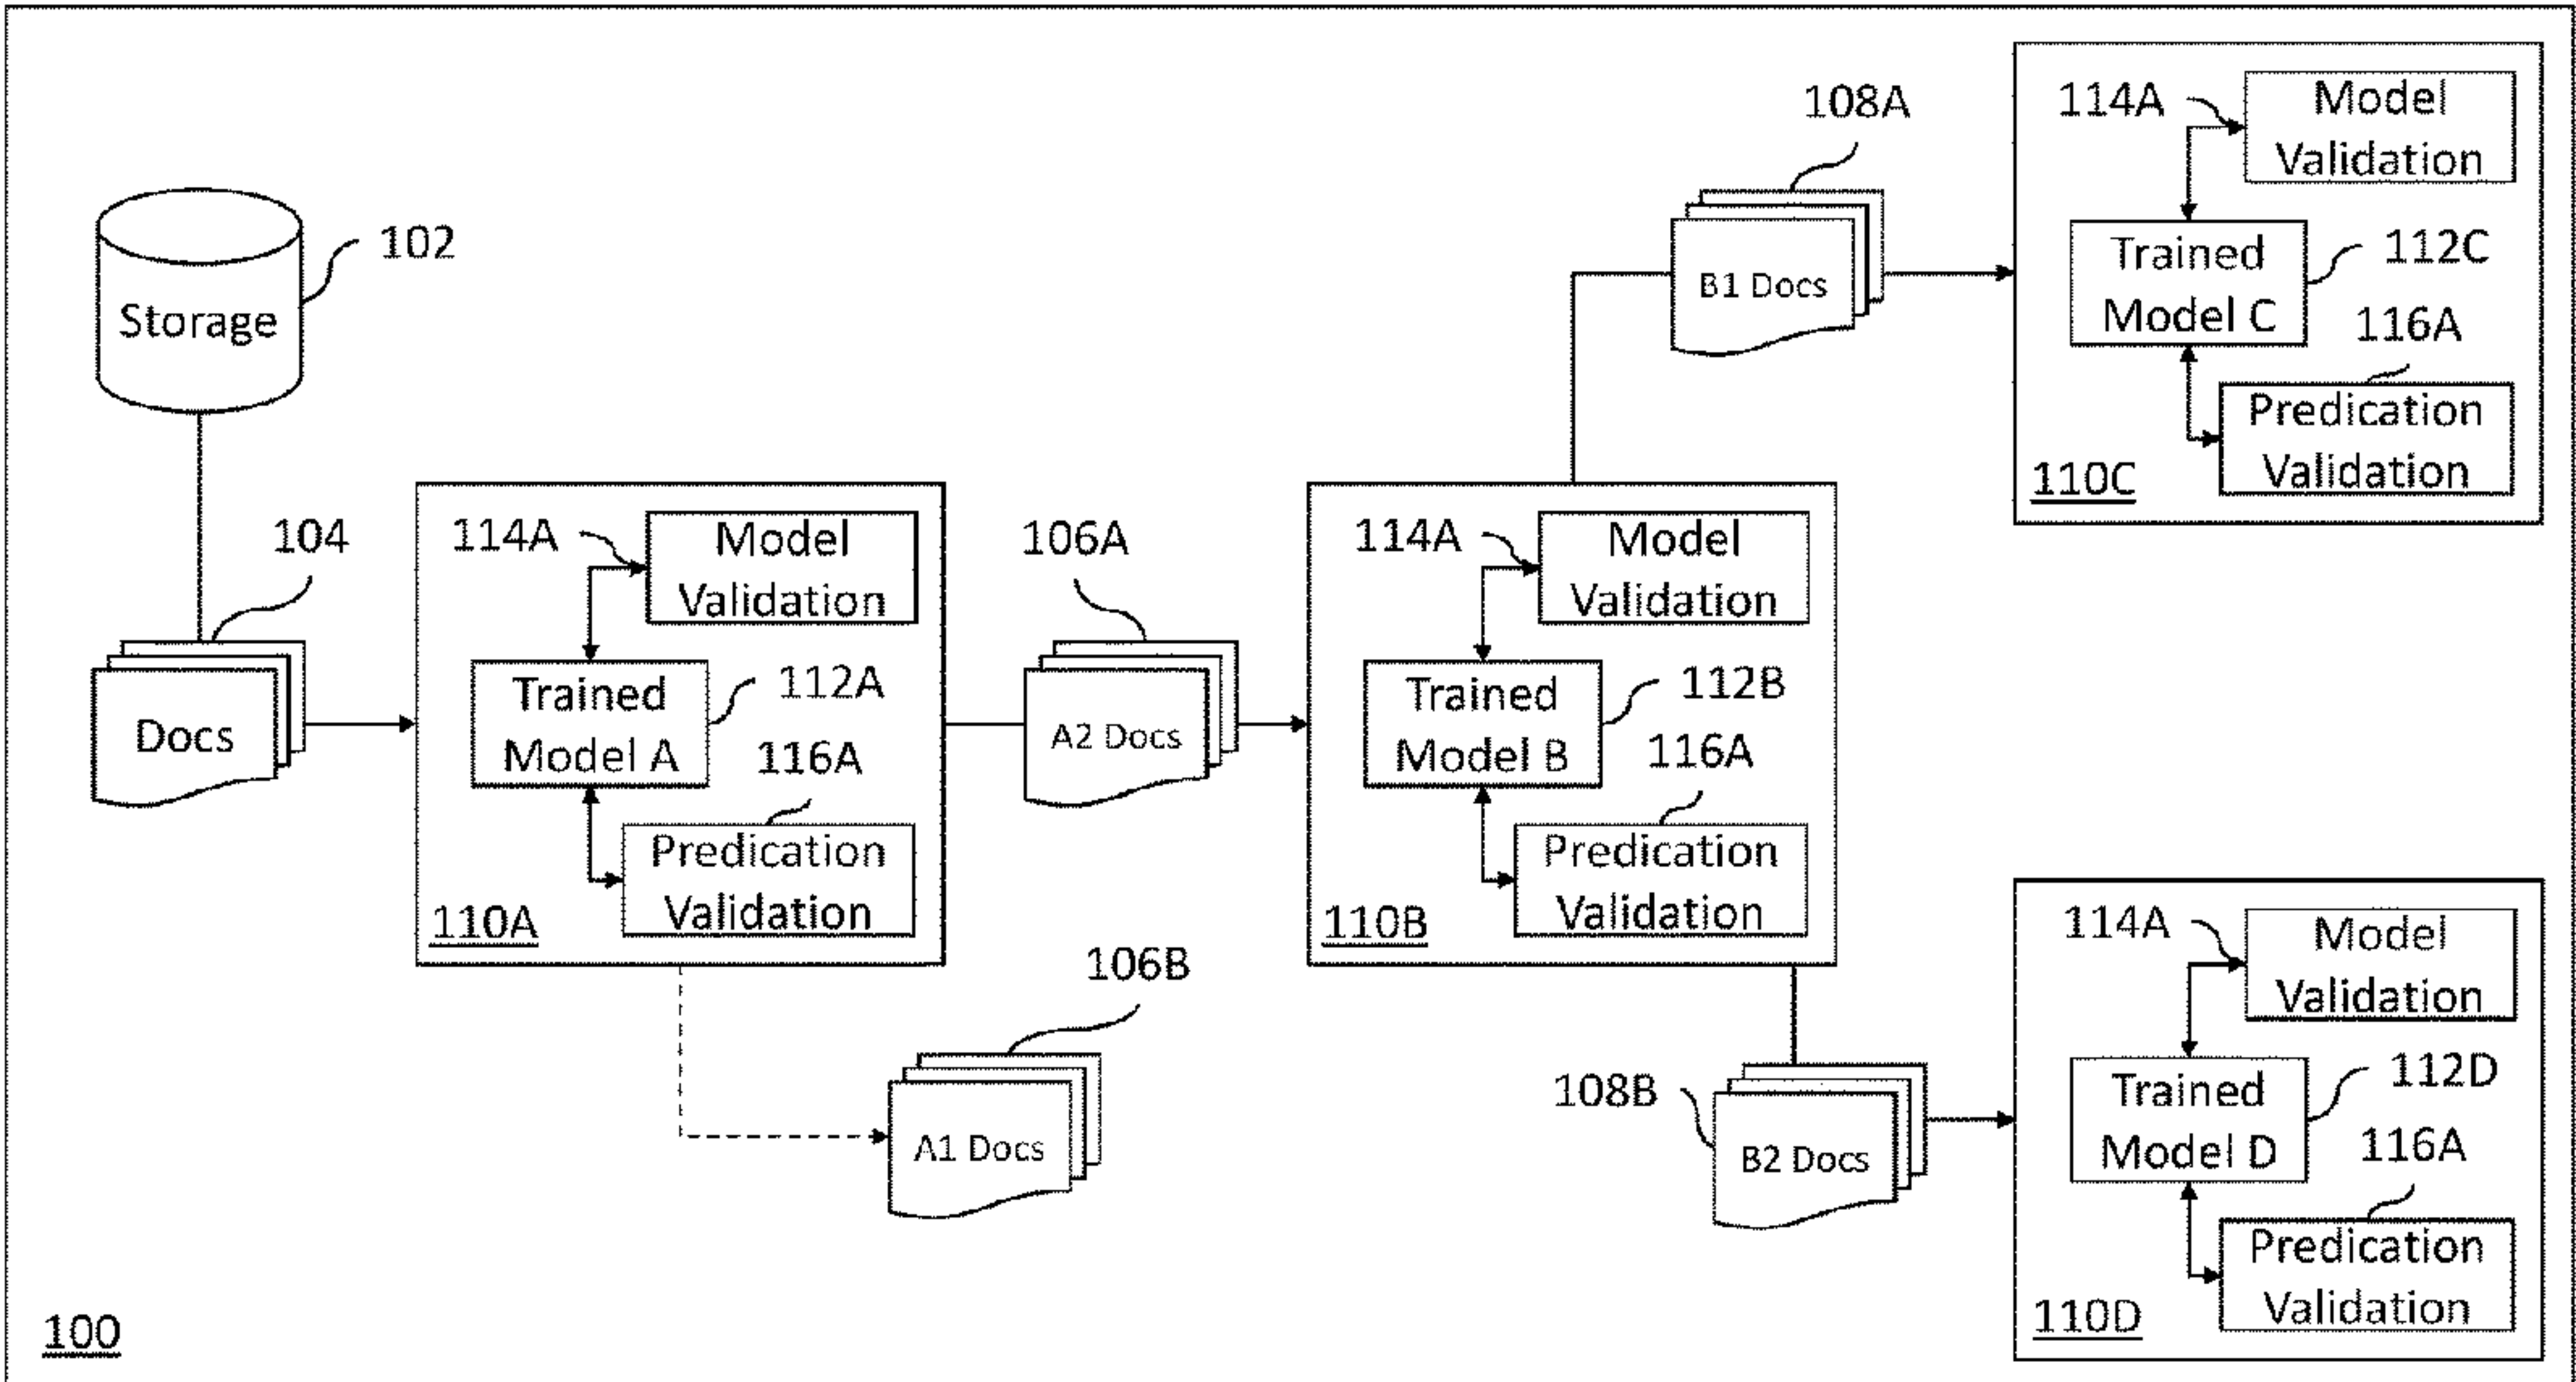 102
Storage
104
Docs
114A
Model
Validation
Trained
Model A
112A
116A
Predication
Validation
110A
106A
A2 Docs
106B
A1 Docs
114A
Model
Validation
Trained
Model B
112B
116A
Predication
Validation
110B
108A
B1 Docs
114A
Model
Validation
Trained
Model C
112C
116A
Predication
Validation
110C
108B
B2 Docs
114A
Model
Validation
Trained
Model D
112D
116A
Predication
Validation
110D
100